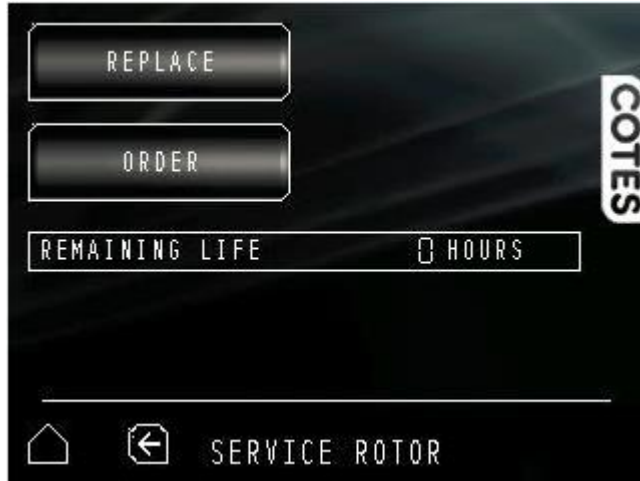 REPLACE
ORDER
COTES
REMAINING LIFE 0 HOURS
SERVICE ROTOR